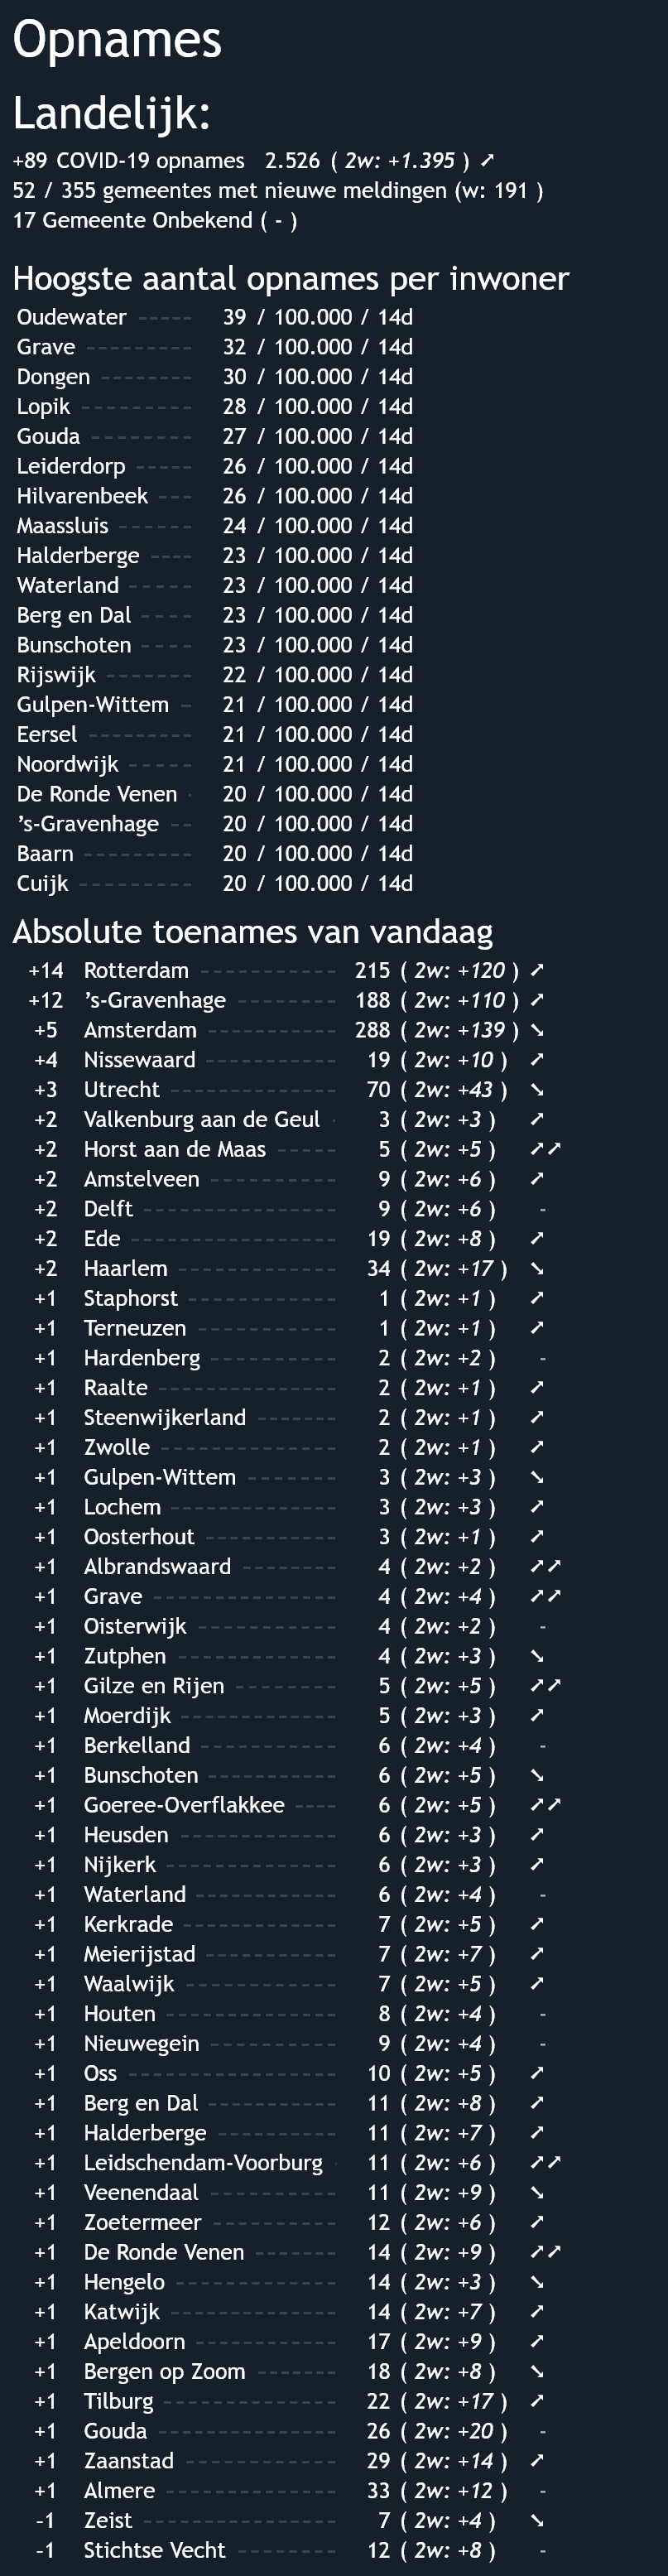 Opnames
Landelijk:
+89 COVID-19 opnames 2.526 ( 2w: +1.395 ) ➚
52 / 355 gemeentes met nieuwe meldingen (w: 191 )
17 Gemeente Onbekend ( - )
Hoogste aantal opnames per inwoner
Oudewater ----- 39 / 100.000 / 14d
Grave --------- 32 / 100.000 / 14d
Dongen -------- 30 / 100.000 / 14d
Lopik --------- 28 / 100.000 / 14d
Gouda -------- 27 / 100.000 / 14d
Leiderdorp ----- 26 / 100.000 / 14d
Hilvarenbeek --- 26 / 100.000 / 14d
Maassluis ------ 24 / 100.000 / 14d
Halderberge ---- 23 / 100.000 / 14d
Waterland ----- 23 / 100.000 / 14d
Berg en Dal ---- 23 / 100.000 / 14d
Bunschoten ---- 23 / 100.000 / 14d
Rijswijk ------- 22 / 100.000 / 14d
Gulpen-Wittem - 21 / 100.000 / 14d
Eersel --------- 21 / 100.000 / 14d
Noordwijk ----- 21 / 100.000 / 14d
De Ronde Venen - 20 / 100.000 / 14d
’s-Gravenhage -- 20 / 100.000 / 14d
Baarn --------- 20 / 100.000 / 14d
Cuijk --------- 20 / 100.000 / 14d
Absolute toenames van vandaag
+14 Rotterdam ----------- 215 ( 2w: +120 ) ➚
+12 ’s-Gravenhage --------- 188 ( 2w: +110 ) ➚
+5 Amsterdam ----------- 288 ( 2w: +139 ) ➘
+4 Nissewaard ----------- 19 ( 2w: +10 ) ➚
+3 Utrecht -------------- 70 ( 2w: +43 ) ➘
+2 Valkenburg aan de Geul - 3 ( 2w: +3 ) ➚
+2 Horst aan de Maas ----- 5 ( 2w: +5 ) ➚➚
+2 Amstelveen ----------- 9 ( 2w: +6 ) ➚
+2 Delft ---------------- 9 ( 2w: +6 ) -
+2 Ede ----------------- 19 ( 2w: +8 ) ➚
+2 Haarlem ------------- 34 ( 2w: +17 ) ➘
+1 Staphorst ------------ 1 ( 2w: +1 ) ➚
+1 Terneuzen ----------- 1 ( 2w: +1 ) ➚
+1 Hardenberg ---------- 2 ( 2w: +2 ) -
+1 Raalte --------------- 2 ( 2w: +1 ) ➚
+1 Steenwijkerland ------- 2 ( 2w: +1 ) ➚
+1 Zwolle --------------- 2 ( 2w: +1 ) ➚
+1 Gulpen-Wittem -------- 3 ( 2w: +3 ) ➘
+1 Lochem ------------- 3 ( 2w: +3 ) ➚
+1 Oosterhout ----------- 3 ( 2w: +1 ) ➚
+1 Albrandswaard -------- 4 ( 2w: +2 ) ➚➚
+1 Grave --------------- 4 ( 2w: +4 ) ➚➚
+1 Oisterwijk ------------ 4 ( 2w: +2 ) -
+1 Zutphen ------------- 4 ( 2w: +3 ) ➘
+1 Gilze en Rijen --------- 5 ( 2w: +5 ) ➚➚
+1 Moerdijk ------------- 5 ( 2w: +3 ) ➚
+1 Berkelland ----------- 6 ( 2w: +4 ) -
+1 Bunschoten ---------- 6 ( 2w: +5 ) ➘
+1 Goeree-Overflakkee ---- 6 ( 2w: +5 ) ➚➚
+1 Heusden ------------- 6 ( 2w: +3 ) ➚
+1 Nijkerk -------------- 6 ( 2w: +3 ) ➚
+1 Waterland ----------- 6 ( 2w: +4 ) -
+1 Kerkrade ------------ 7 ( 2w: +5 ) ➚
+1 Meierijstad ----------- 7 ( 2w: +7 ) ➚
+1 Waalwijk ------------ 7 ( 2w: +5 ) ➚
+1 Houten -------------- 8 ( 2w: +4 ) -
+1 Nieuwegein ---------- 9 ( 2w: +4 ) -
+1 Oss ----------------- 10 ( 2w: +5 ) ➚
+1 Berg en Dal ---------- 11 ( 2w: +8 ) ➚
+1 Halderberge ---------- 11 ( 2w: +7 ) ➚
+1 Leidschendam-Voorburg - 11 ( 2w: +6 ) ➚➚
+1 Veenendaal ---------- 11 ( 2w: +9 ) ➘
+1 Zoetermeer ---------- 12 ( 2w: +6 ) ➚
+1 De Ronde Venen ------- 14 ( 2w: +9 ) ➚➚
+1 Hengelo ------------- 14 ( 2w: +3 ) ➘
+1 Katwijk -------------- 14 ( 2w: +7 ) ➚
+1 Apeldoorn ----------- 17 ( 2w: +9 ) ➚
+1 Bergen op Zoom ------- 18 ( 2w: +8 ) ➘
+1 Tilburg -------------- 22 ( 2w: +17 ) ➚
+1 Gouda --------------- 26 ( 2w: +20 ) -
+1 Zaanstad ------------ 29 ( 2w: +14 ) ➚
+1 Almere -------------- 33 ( 2w: +12 ) -
-1 Zeist ---------------- 7 ( 2w: +4 ) ➘
-1 Stichtse Vecht -------- 12 ( 2w: +8 ) -